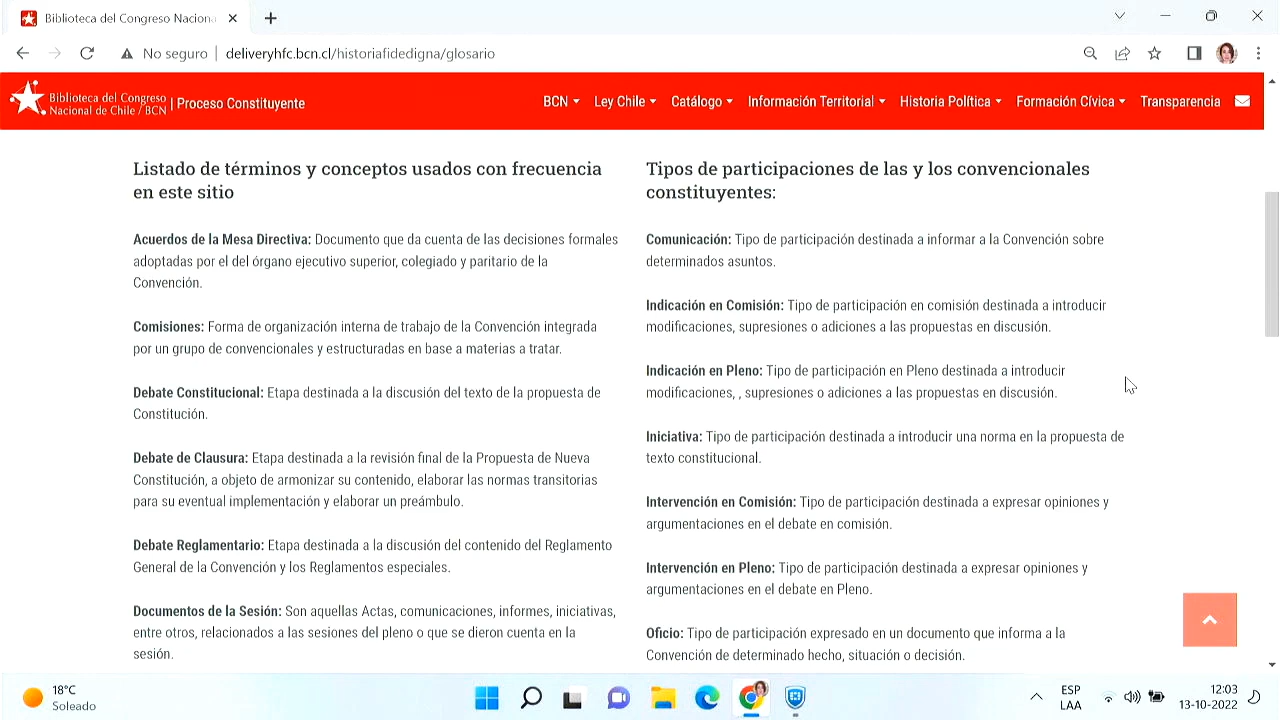 Biblioteca del Congreso Naciona
No seguro
deliveryhfc.bcn.cl/historiafidedigna/glosario
Biblioteca del Congreso
Nacional de Chile / BCN
| Proceso Constituyente
BCN
Ley Chile
Catálogo
Información Territorial
Historia Política
Formación Cívica
Transparencia
Listado de términos y conceptos usados con frecuencia
en este sitio
Acuerdos de la Mesa Directiva: Documento que da cuenta de las decisiones formales
adoptadas por el del órgano ejecutivo superior, colegiado y paritario de la
Convención.
Comisiones: Forma de organización interna de trabajo de la Convención integrada
por un grupo de convencionales y estructuradas en base a materias a tratar.
Debate Constitucional: Etapa destinada a la discusión del texto de la propuesta de
Constitución.
Debate de Clausura: Etapa destinada a la revisión final de la Propuesta de Nueva
Constitución, a objeto de armonizar su contenido, elaborar las normas transitorias
para su eventual implementación y elaborar un preámbulo.
Debate Reglamentario: Etapa destinada a la discusión del contenido del Reglamento
General de la Convención y los Reglamentos especiales.
Documentos de la Sesión: Son aquellas Actas, comunicaciones, informes, iniciativas,
entre otros, relacionados a las sesiones del pleno o que se dieron cuenta en la
sesión.
Tipos de participaciones de las y los convencionales
constituyentes:
Comunicación: Tipo de participación destinada a informar a la Convención sobre
determinados asuntos.
Indicación en Comisión: Tipo de participación en comisión destinada a introducir
modificaciones, supresiones o adiciones a las propuestas en discusión.
Indicación en Pleno: Tipo de participación en Pleno destinada a introducir
modificaciones, , supresiones o adiciones a las propuestas en discusión.
Iniciativa: Tipo de participación destinada a introducir una norma en la propuesta de
texto constitucional.
Intervención en Comisión: Tipo de participación destinada a expresar opiniones y
argumentaciones en el debate en comisión.
Intervención en Pleno: Tipo de participación destinada a expresar opiniones y
argumentaciones en el debate en Pleno.
Oficio: Tipo de participación expresado en un documento que informa a la
Convención de determinado hecho, situación o decisión.
18°C
Soleado
ESP
LAA
12:03
13-10-2022